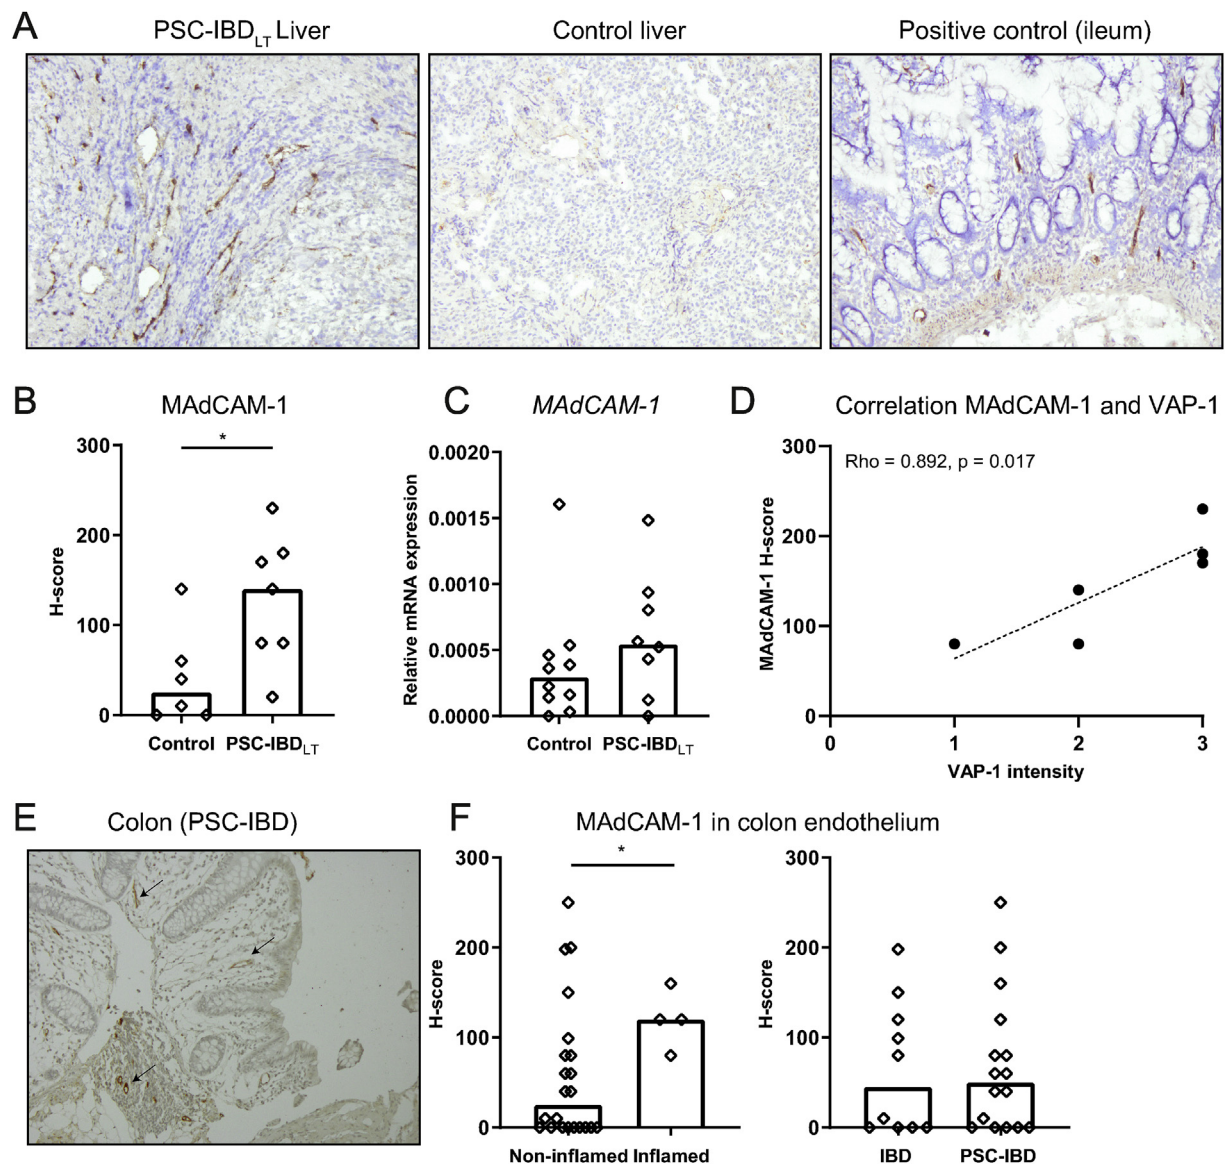 A
PSC-IBD_LT Liver
Control liver
Positive control (ileum)
B
MAdCAM-1
*
H-score
300
200
100
0
Control PSC-IBD_LT
C
MAdCAM-1
Relative mRNA expression
0.0020
0.0015
0.0010
0.0005
0.0000
Control PSC-IBD_LT
D
Correlation MAdCAM-1 and VAP-1
Rho = 0.892, p = 0.017
MAdCAM-1 H-score
300
200
100
0
0 1 2 3
VAP-1 intensity
E
Colon (PSC-IBD)
F
MAdCAM-1 in colon endothelium
*
H-score
300
200
100
0
Non-inflamed Inflamed
H-score
300
200
100
0
IBD PSC-IBD